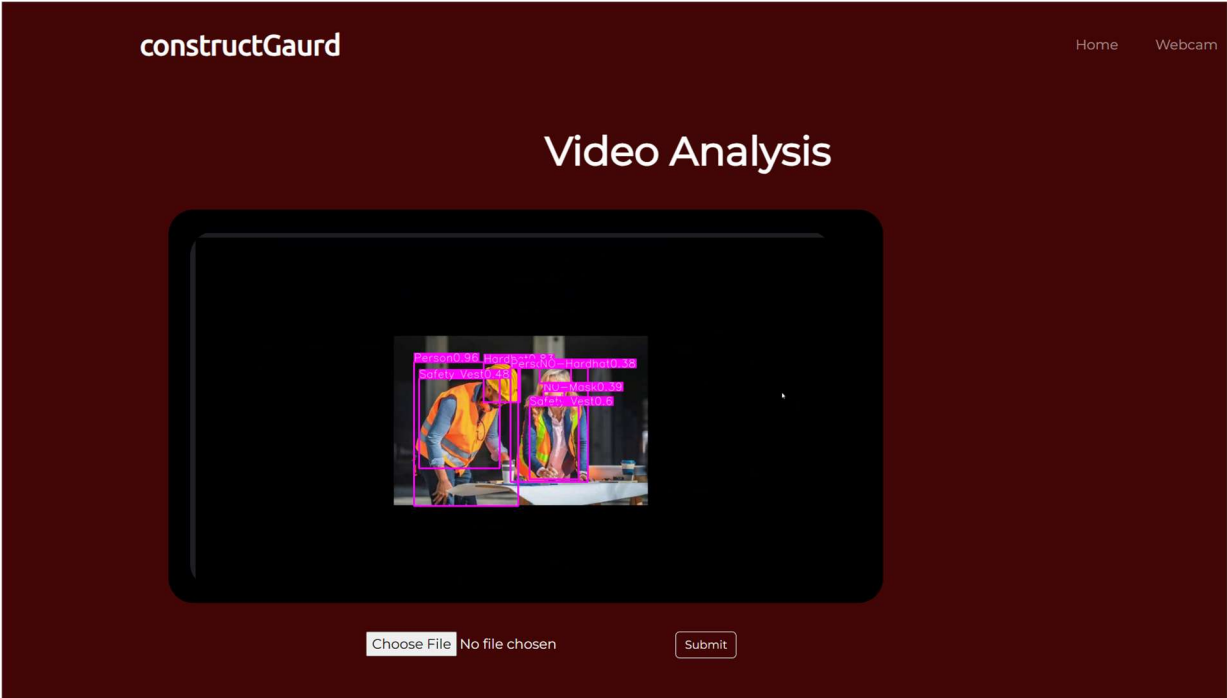 constructGaurd
Home
Webcam
Video Analysis
Person0.96
NO-Hardhat0.38
Safety Vest0.48
NO-Mask0.39
Safety Vest0.6
Choose File No file chosen
Submit